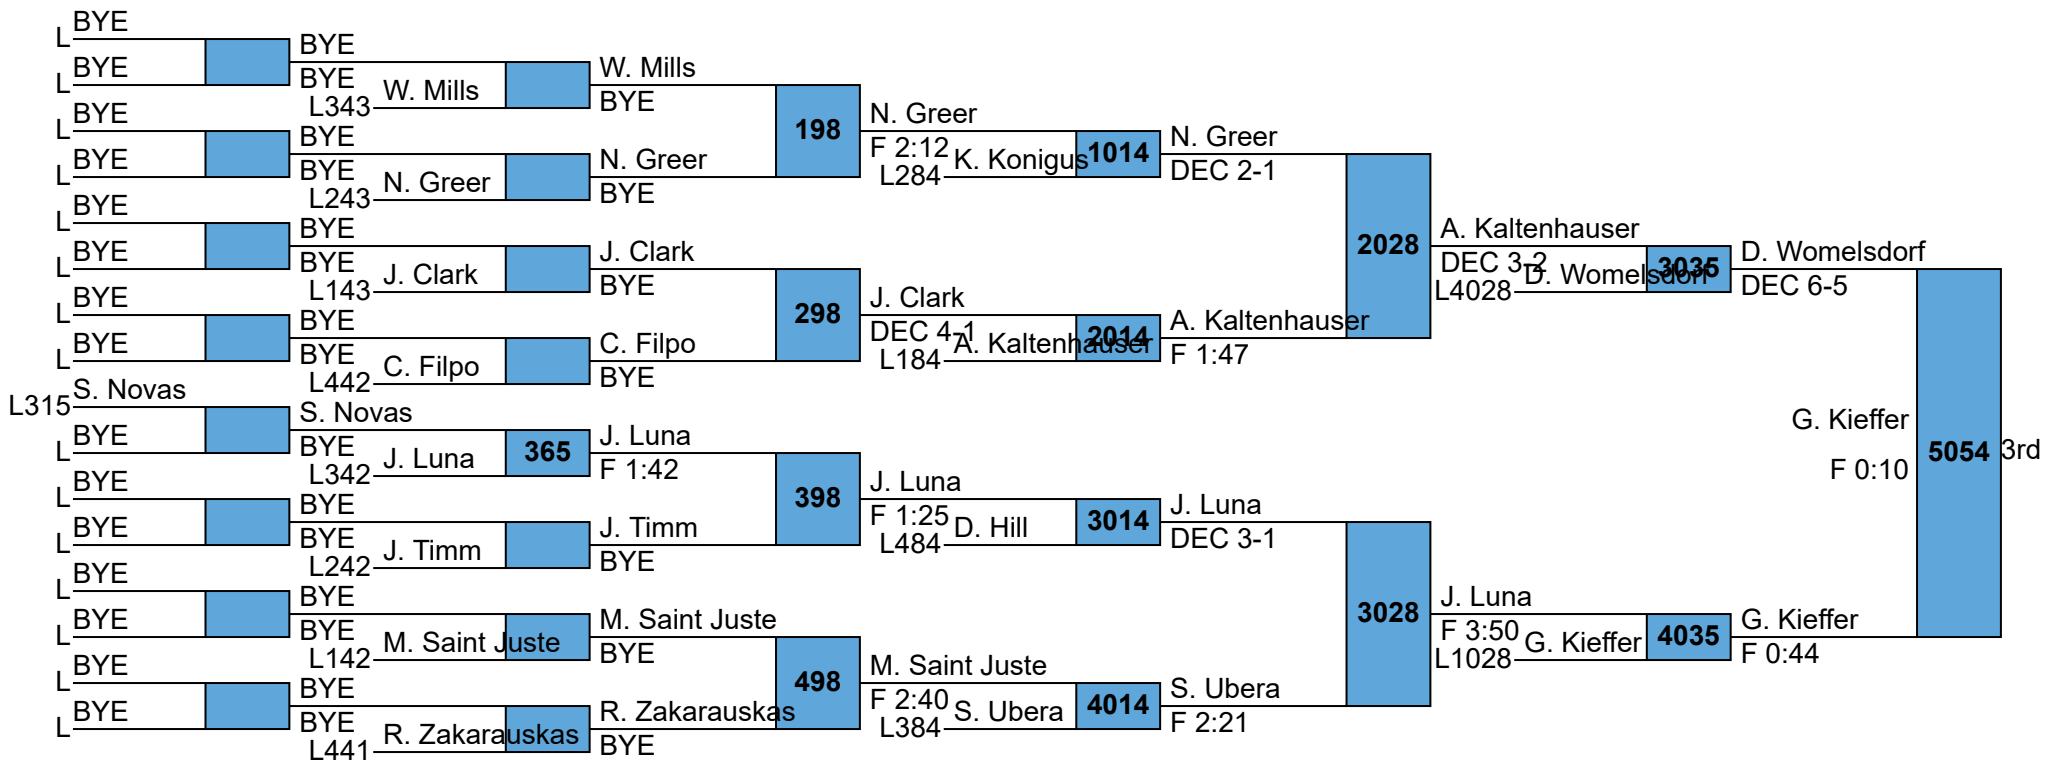 BYE
L
BYE
L
BYE
BYE
L343 W. Mills
W. Mills
BYE
BYE
L
BYE
L
BYE
BYE
L243 N. Greer
N. Greer
BYE
198
N. Greer
F 2:12
L284 K. Konigus
1014
N. Greer
DEC 2-1
BYE
L
BYE
L
BYE
BYE
L143 J. Clark
J. Clark
BYE
BYE
L
BYE
L
BYE
BYE
L442 C. Filpo
C. Filpo
BYE
298
J. Clark
DEC 4-1
L184 A. Kaltenhauser
2014
A. Kaltenhauser
F 1:47
2028
A. Kaltenhauser
DEC 3-2
L4028 D. Womelsdorf
3035
D. Womelsdorf
DEC 6-5
L315 S. Novas
BYE
L
S. Novas
BYE
L342 J. Luna
365
J. Luna
F 1:42
BYE
L
BYE
L
BYE
BYE
L242 J. Timm
J. Timm
BYE
398
J. Luna
F 1:25
L484 D. Hill
3014
J. Luna
DEC 3-1
BYE
L
BYE
L
BYE
BYE
L142 M. Saint Juste
M. Saint Juste
BYE
BYE
L
BYE
L
BYE
BYE
L441 R. Zakarauskas
R. Zakarauskas
BYE
498
M. Saint Juste
F 2:40
L384 S. Ubera
4014
S. Ubera
F 2:21
3028
J. Luna
F 3:50
L1028 G. Kieffer
4035
G. Kieffer
F 0:44
G. Kieffer
F 0:10
5054
3rd